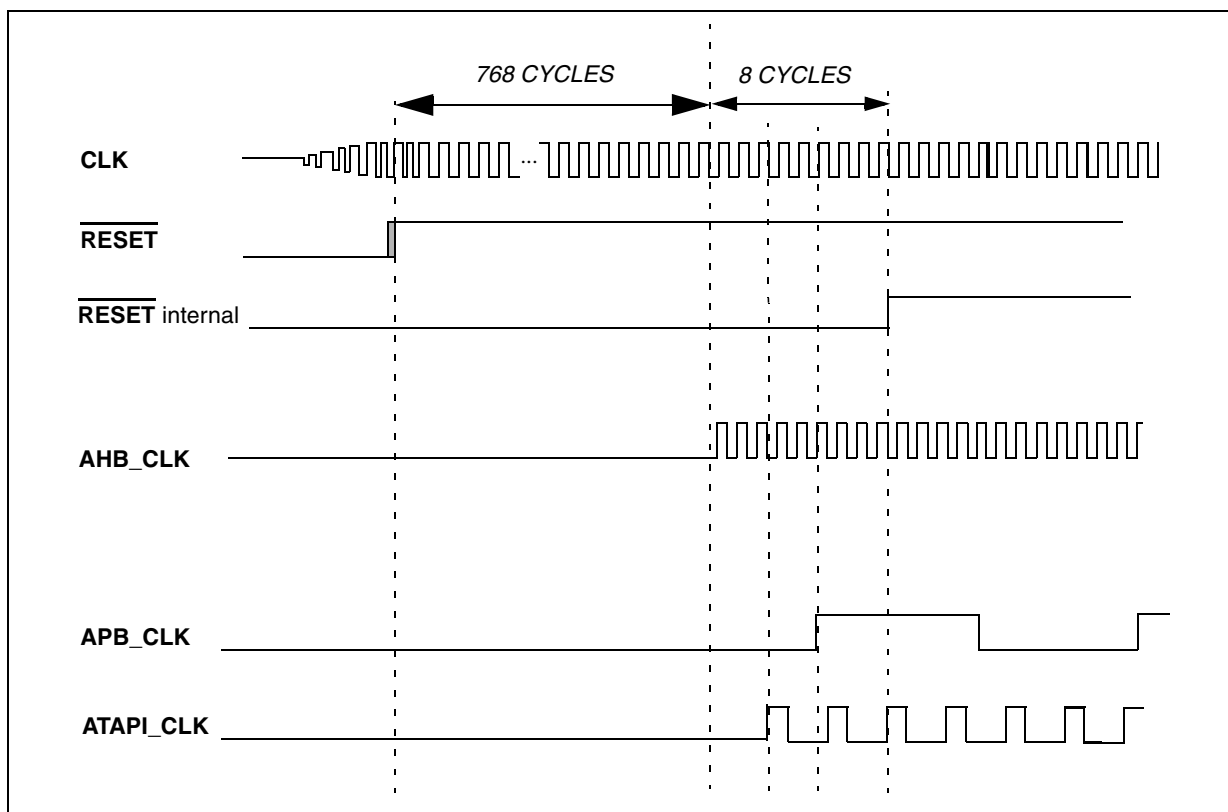 768 CYCLES
8 CYCLES
CLK
...
RESET
RESET internal
AHB_CLK
APB_CLK
ATAPI_CLK